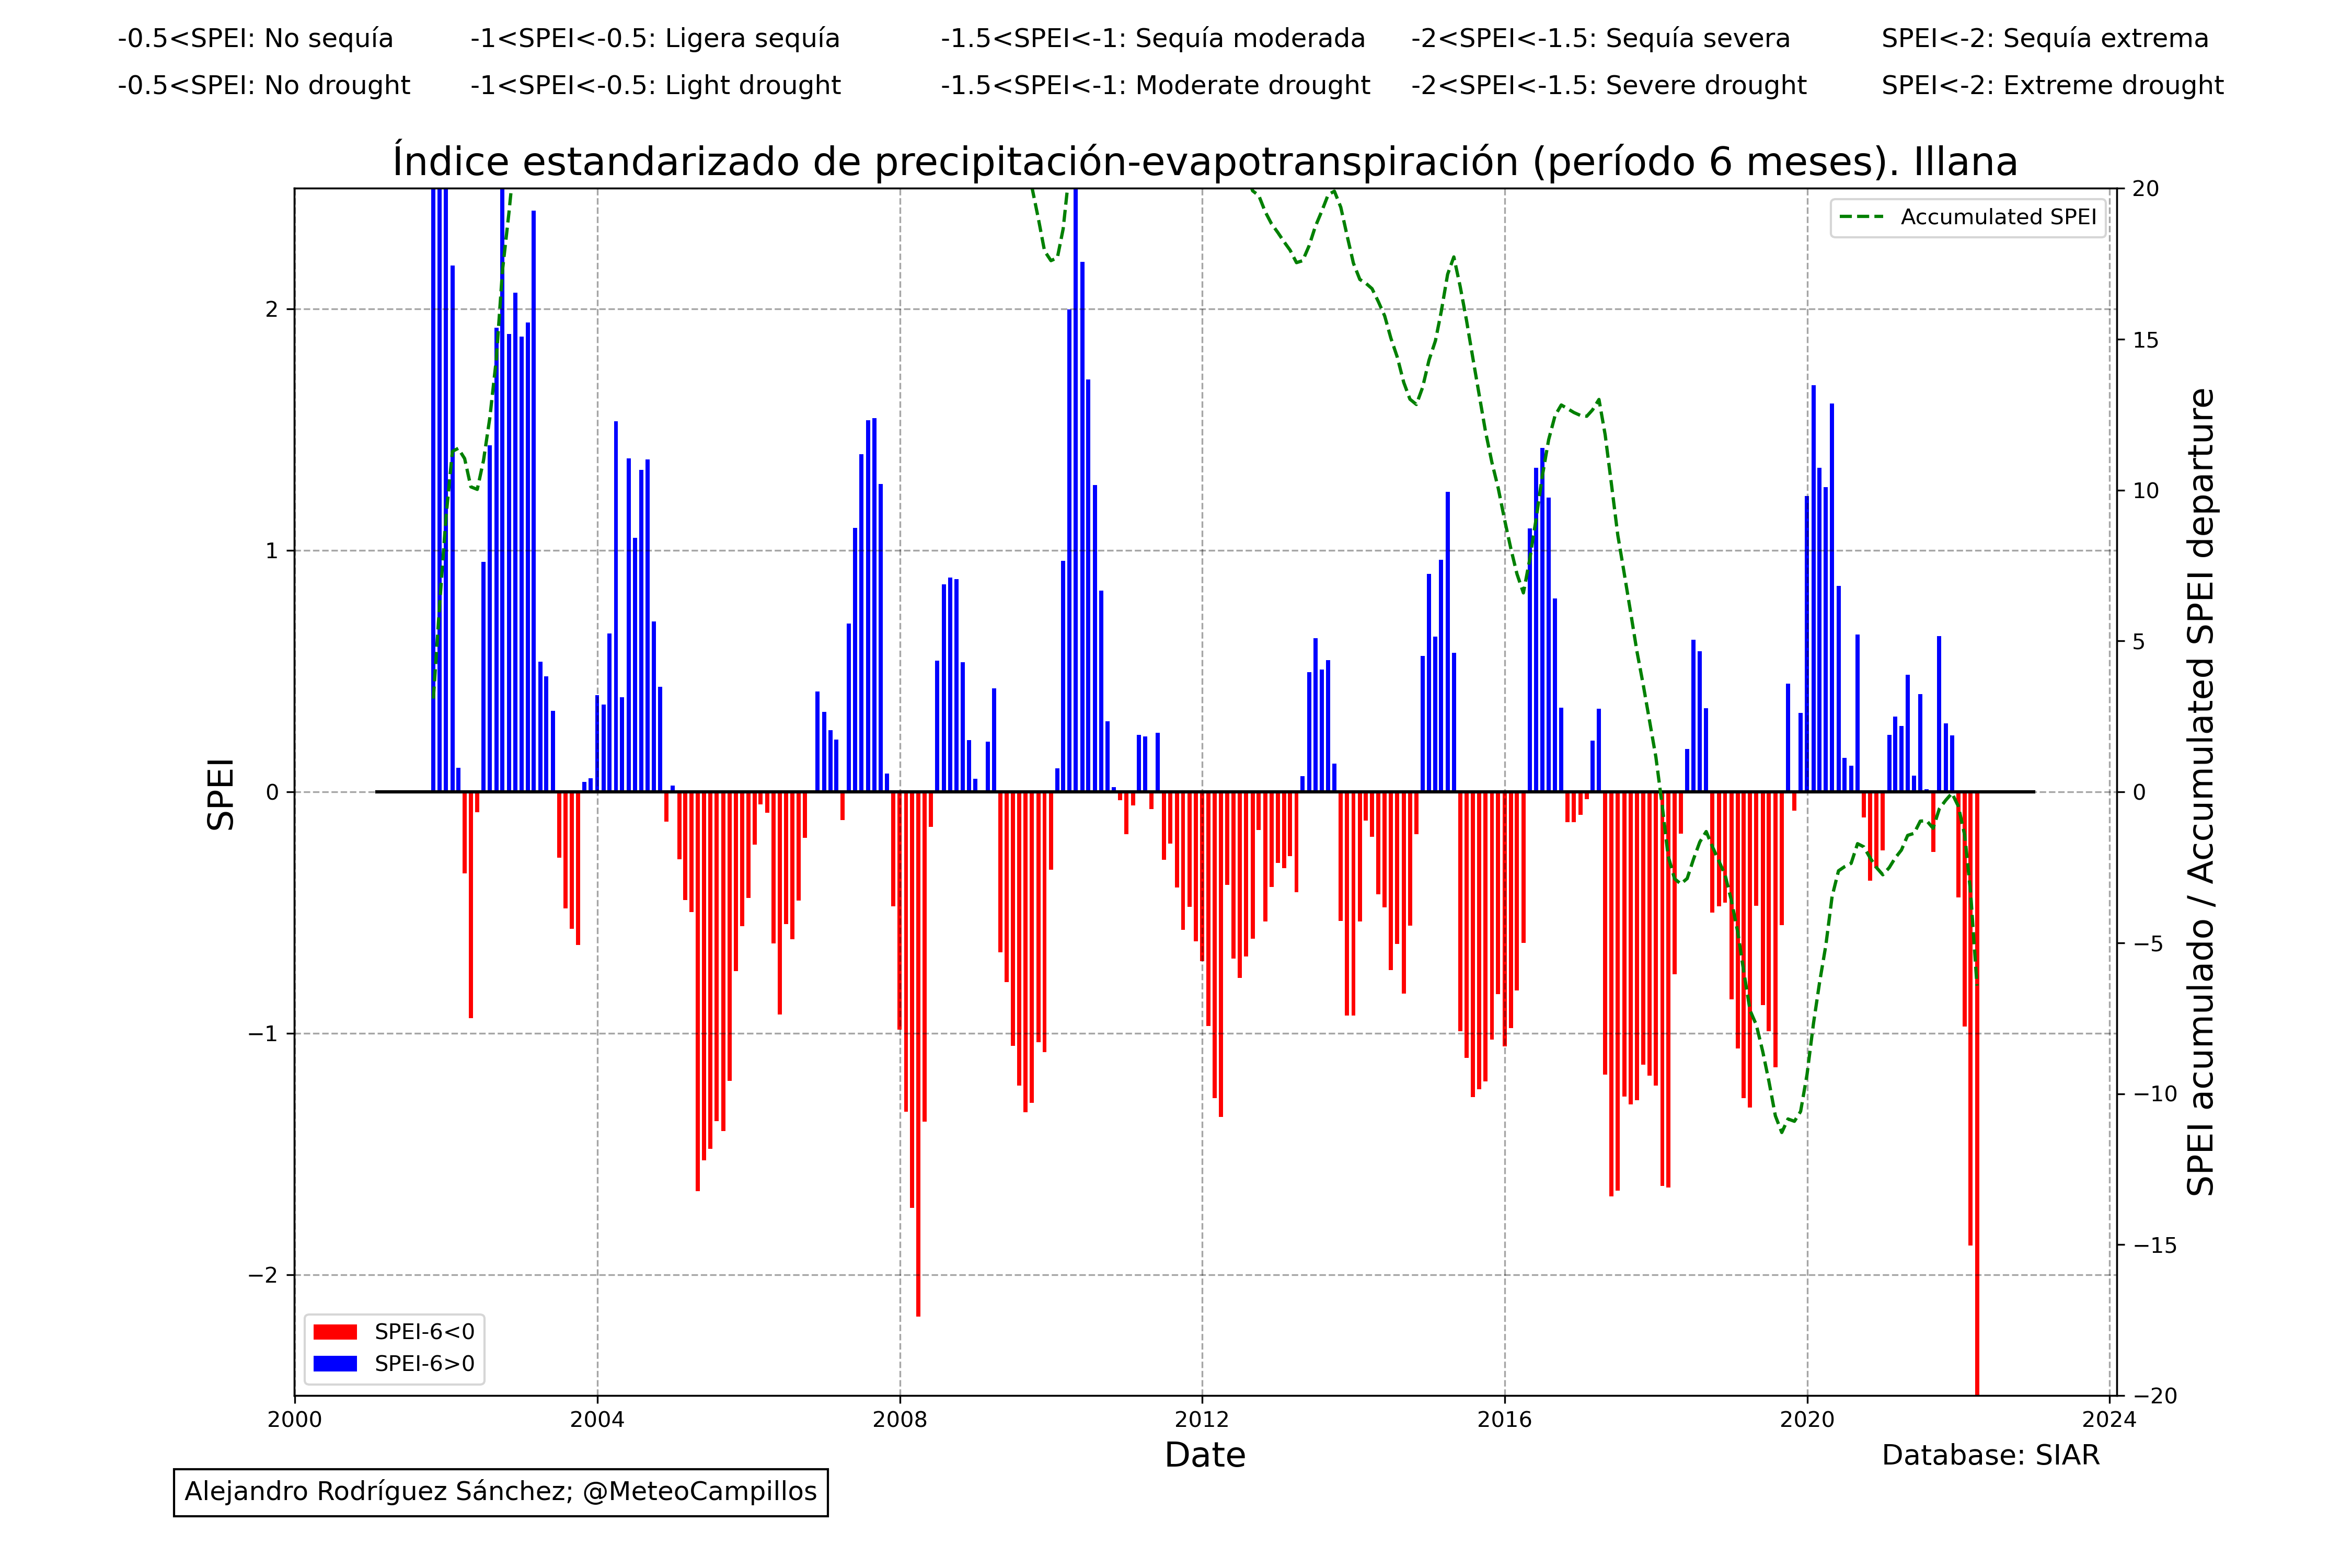 -0.5<SPEI: No sequía -1<SPEI<-0.5: Ligera sequía -1.5<SPEI<-1: Sequía moderada -2<SPEI<-1.5: Sequía severa SPEI<-2: Sequía extrema
-0.5<SPEI: No drought -1<SPEI<-0.5: Light drought -1.5<SPEI<-1: Moderate drought -2<SPEI<-1.5: Severe drought SPEI<-2: Extreme drought
Índice estandarizado de precipitación-evapotranspiración (período 6 meses). Illana
Accumulated SPEI
SPEI
2
1
0
−1
−2
20
15
10
5
0
−5
−10
−15
−20
SPEI acumulado / Accumulated SPEI departure
SPEI-6<0
SPEI-6>0
2000 2004 2008 2012 2016 2020 2024
Date
Database: SIAR
Alejandro Rodríguez Sánchez; @MeteoCampillos